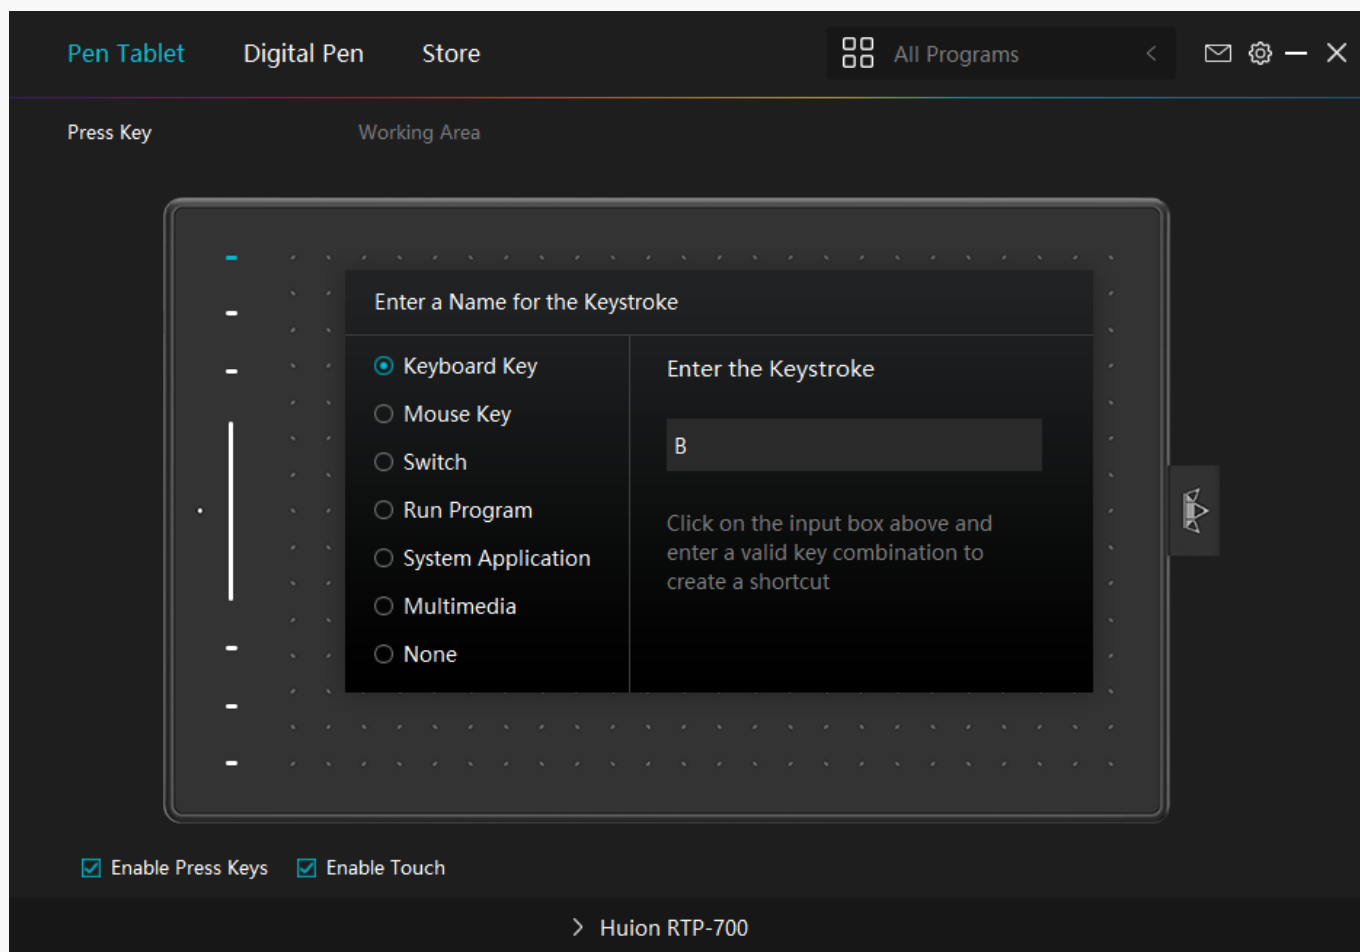 Pen Tablet Digital Pen Store All Programs
Press Key Working Area
Enter a Name for the Keystroke
Keyboard Key
Mouse Key
Switch
Run Program
System Application
Multimedia
None
Enter the Keystroke
B
Click on the input box above and
enter a valid key combination to
create a shortcut
Enable Press Keys Enable Touch
Huion RTP-700